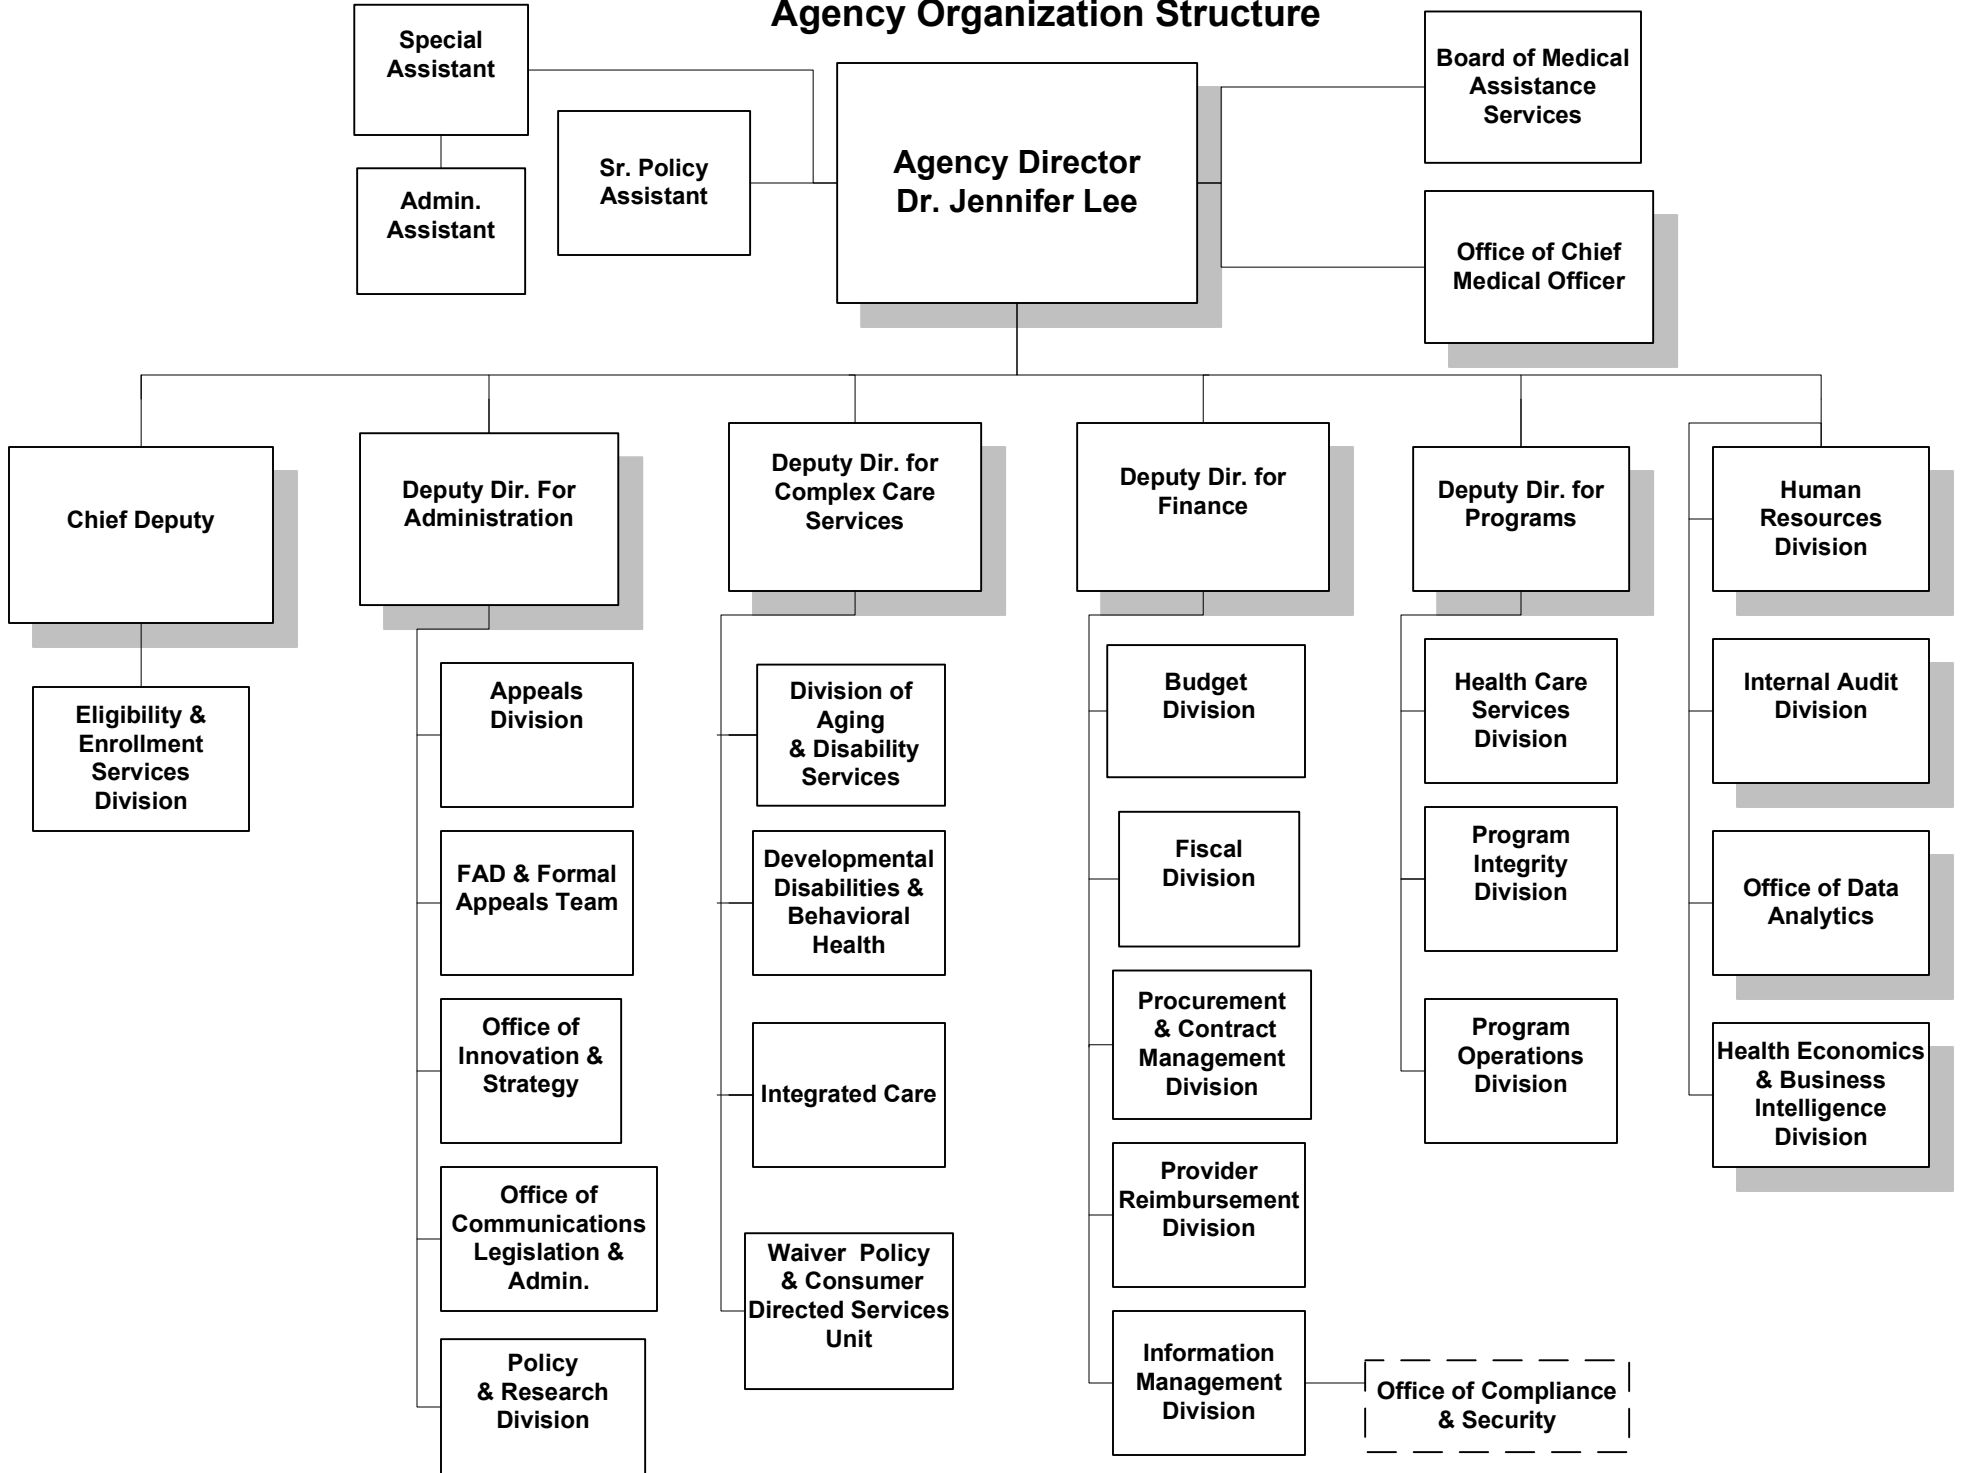 Agency Organization Structure
Special
Assistant
Admin.
Assistant
Sr. Policy
Assistant
Agency Director
Dr. Jennifer Lee
Board of Medical
Assistance
Services
Office of Chief
Medical Officer
Chief Deputy
Eligibility &
Enrollment
Services
Division
Deputy Dir. For
Administration
Appeals
Division
FAD & Formal
Appeals Team
Office of
Innovation &
Strategy
Office of
Communications
Legislation &
Admin.
Policy
& Research
Division
Deputy Dir. for
Complex Care
Services
Division of
Aging
& Disability
Services
Developmental
Disabilities &
Behavioral
Health
Integrated Care
Waiver Policy
& Consumer
Directed Services
Unit
Deputy Dir. for
Finance
Budget
Division
Fiscal
Division
Procurement
& Contract
Management
Division
Provider
Reimbursement
Division
Information
Management
Division
Office of Compliance
& Security
Deputy Dir. for
Programs
Health Care
Services
Division
Program
Integrity
Division
Program
Operations
Division
Human
Resources
Division
Internal Audit
Division
Office of Data
Analytics
Health Economics
& Business
Intelligence
Division